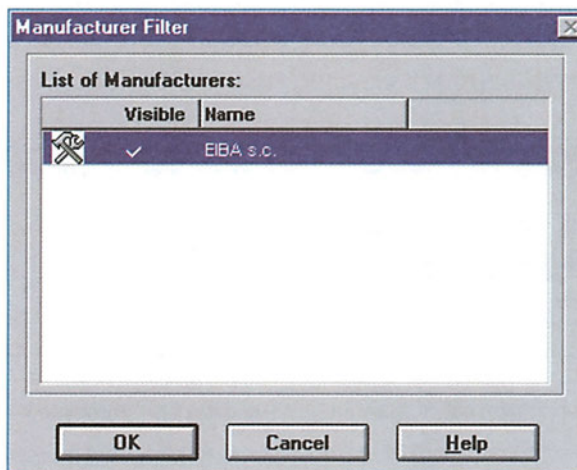 Manufacturer Filter
List of Manufacturers:
Visible Name
EIBA s.c.
OK Cancel Help